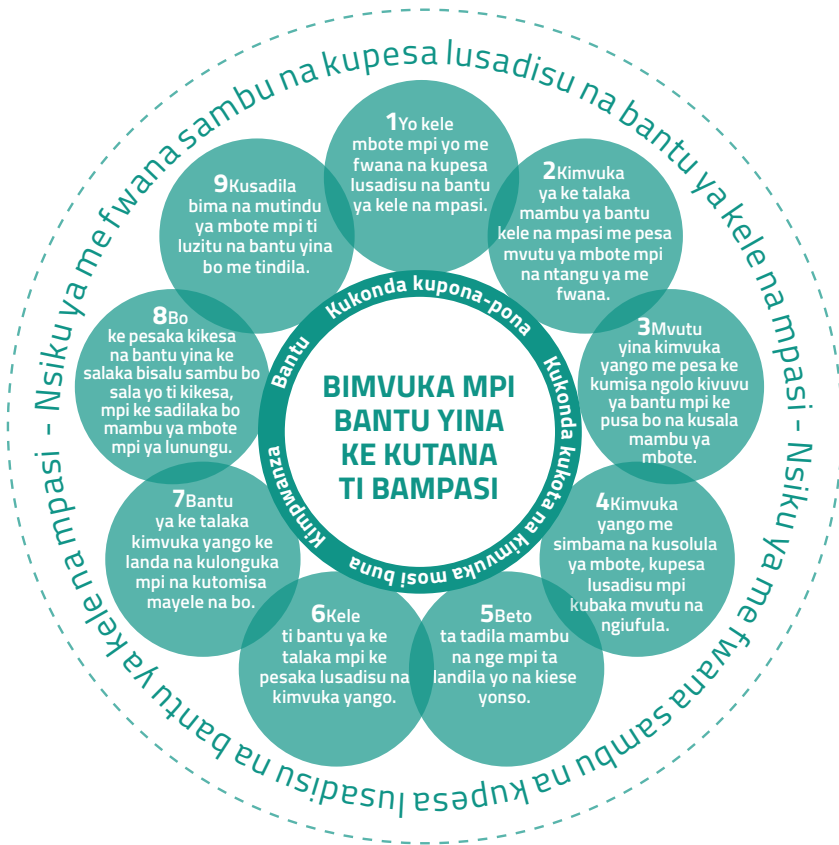 Nsiku ya me fwana sambu na kupesa lusadisu na bantu ya kele na mpasi – Nsiku ya me fwana sambu na kupesa lusadisu na bantu ya kele na mpasi –
1Yo kele
mbote mpi yo me
fwana na kupesa
lusadisu na bantu
ya kele na mpasi.
2Kimvuka
ya ke talaka
mambu ya bantu
kele na mpasi me pesa
mvutu ya mbote mpi
na ntangu ya me
fwana.
3Mvutu
yina kimvuka
yango me pesa ke
kumisa ngolo kivuvu
ya bantu mpi ke
pusa bo na kusala
mambu ya
mbote.
4Kimvuka
yango me
simbama na kusolula
ya mbote, kupesa
lusadisu mpi
kubaka mvutu na
ngiufula.
5Beto
ta tadila mambu
na nge mpi ta
landila yo na kiese
yonso.
6Kele
ti bantu ya ke
talaka mpi ke
pesaka lusadisu na
kimvuka yango.
7Bantu
ya ke talaka
kimvuka yango ke
landa na kulonguka
mpi na kutomisa
mayele na bo.
8Bo
ke pesaka kikesa
na bantu yina ke
salaka bisalu sambu bo
sala yo ti kikesa,
mpi ke sadilaka bo
mambu ya mbote
mpi ya lunungu.
9Kusadila
bima na mutindu
ya mbote mpi ti
luzitu na bantu yina
bo me tindila.
Bantu
Kukonda kupona-pona
Kukonda kukota na kimvuka mosi buna
Kimpwanza
BIMVUKA MPI
BANTU YINA
KE KUTANA
TI BAMPASI